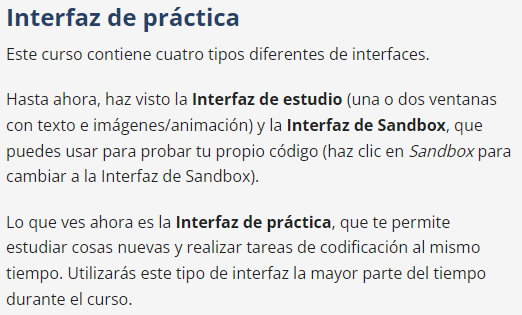 Interfaz de práctica
Este curso contiene cuatro tipos diferentes de interfaces.
Hasta ahora, haz visto la Interfaz de estudio (una o dos ventanas
con texto e imágenes/animación) y la Interfaz de Sandbox, que
puedes usar para probar tu propio código (haz clic en Sandbox para
cambiar a la Interfaz de Sandbox).
Lo que ves ahora es la Interfaz de práctica, que te permite
estudiar cosas nuevas y realizar tareas de codificación al mismo
tiempo. Utilizarás este tipo de interfaz la mayor parte del tiempo
durante el curso.